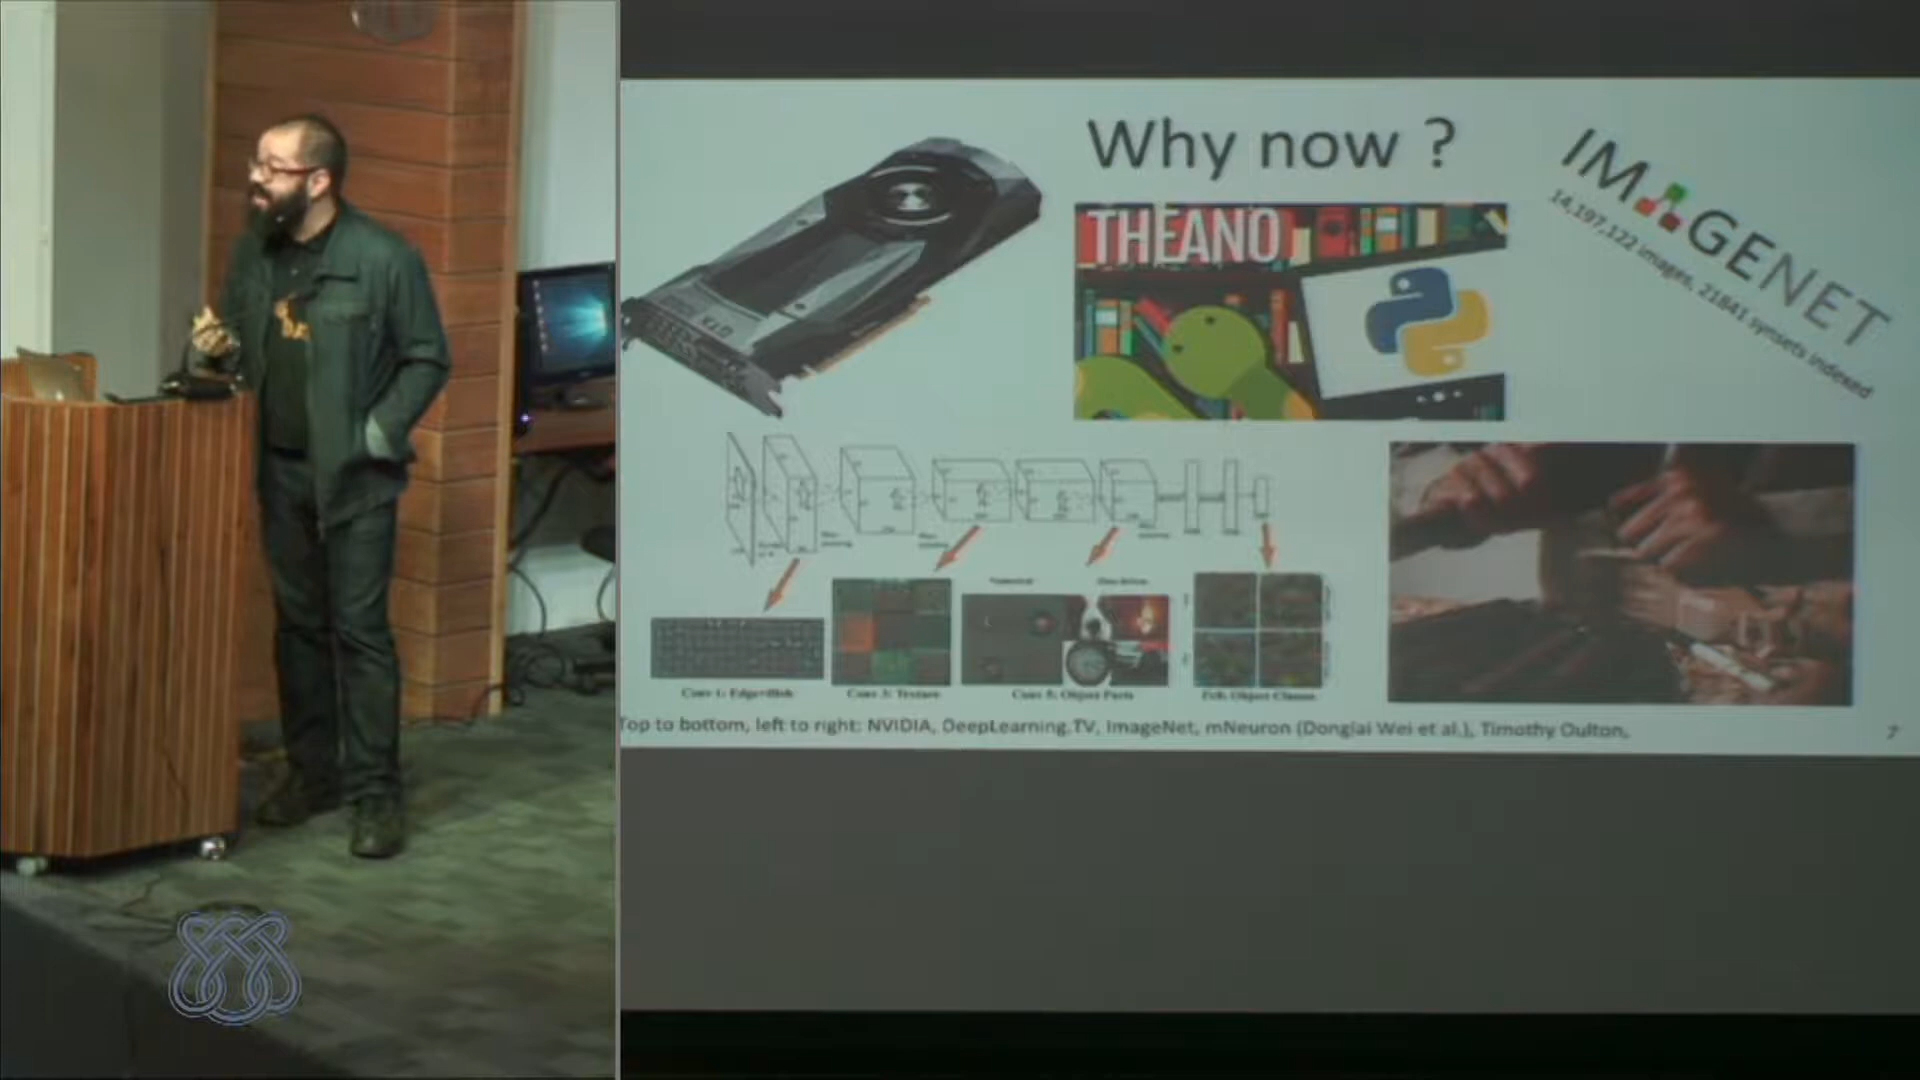 Why now ?
THEANO
IMAGENET
14,197,122 images, 21841 synsets indexed
Conv 1: Edge+Blob
Conv 3: Texture
Conv 5: Object Parts
Fc8: Object Classes
Top to bottom, left to right: NVIDIA, DeepLearning.TV, ImageNet, mNeuron (Donglai Wei et al.), Timothy Oulton,
7